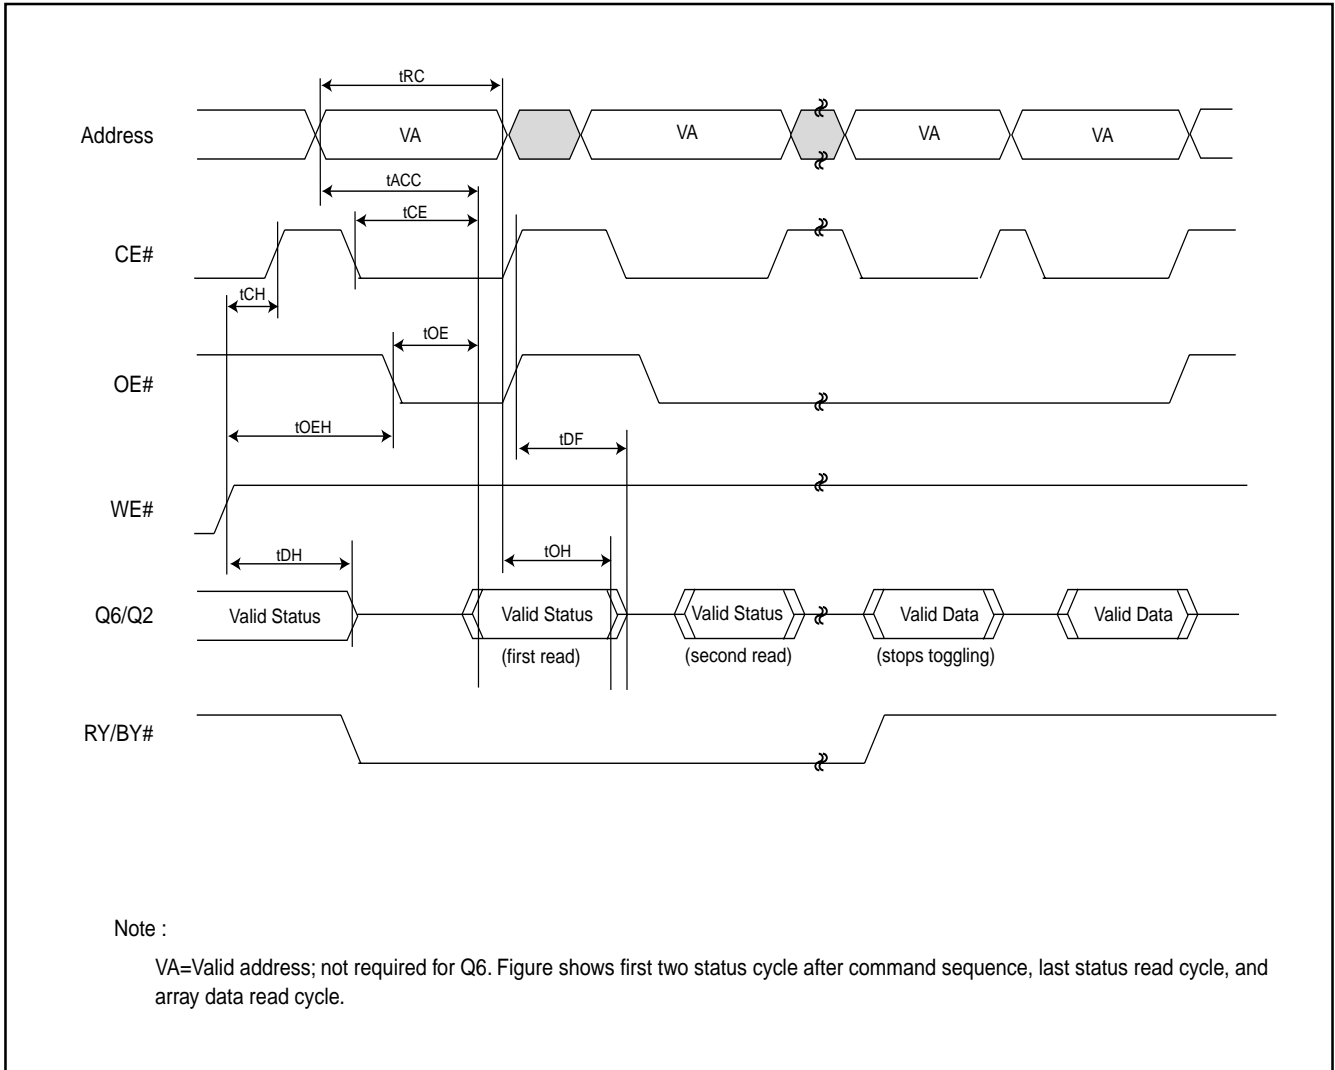 tRC
Address
VA
VA
VA
VA
tACC
tCE
CE#
tCH
tOE
OE#
tOEH
tDF
WE#
tDH
tOH
Q6/Q2
Valid Status
Valid Status
Valid Status
Valid Data
Valid Data
(first read)
(second read)
(stops toggling)
RY/BY#
Note :
VA=Valid address; not required for Q6. Figure shows first two status cycle after command sequence, last status read cycle, and
array data read cycle.